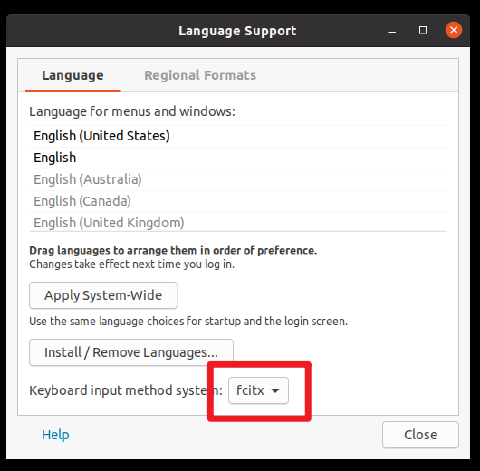 Language Support
Language
Regional Formats
Language for menus and windows:
English (United States)
English
English (Australia)
English (Canada)
English (United Kingdom)
Drag languages to arrange them in order of preference.
Changes take effect next time you log in.
Apply System-Wide
Use the same language choices for startup and the login screen.
Install / Remove Languages...
Keyboard input method system: fcitx
Help
Close